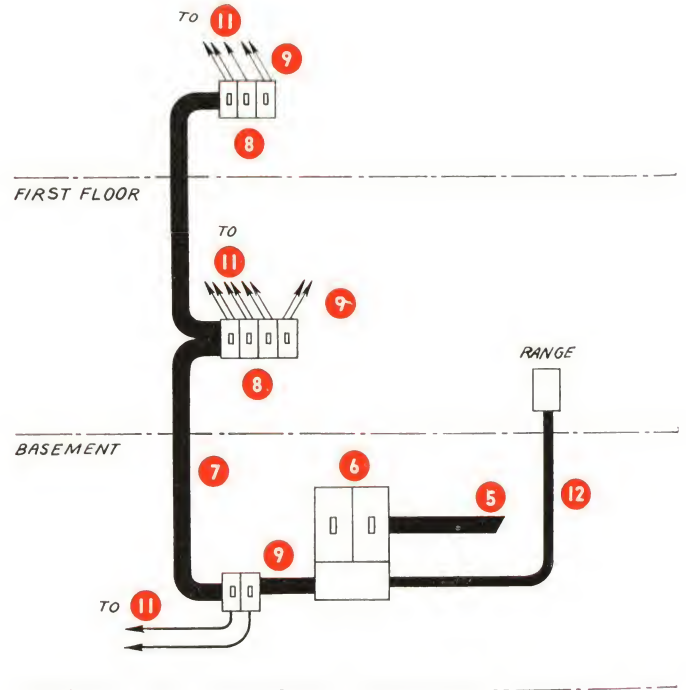 TO 11
9
8
FIRST FLOOR
TO
11
9
8
RANGE
BASEMENT
7
6
5
12
9
TO 11